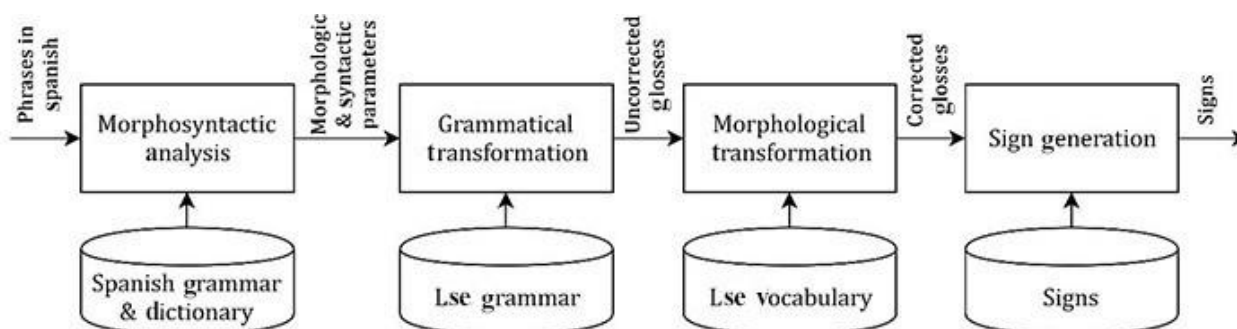 Phrases in
spanish
Morphosyntactic
analysis
Morphologic
& syntactic
parameters
Grammatical
transformation
Uncorrected
glosses
Morphological
transformation
Corrected
glosses
Sign generation
Signs
Spanish grammar
& dictionary
Lse grammar
Lse vocabulary
Signs